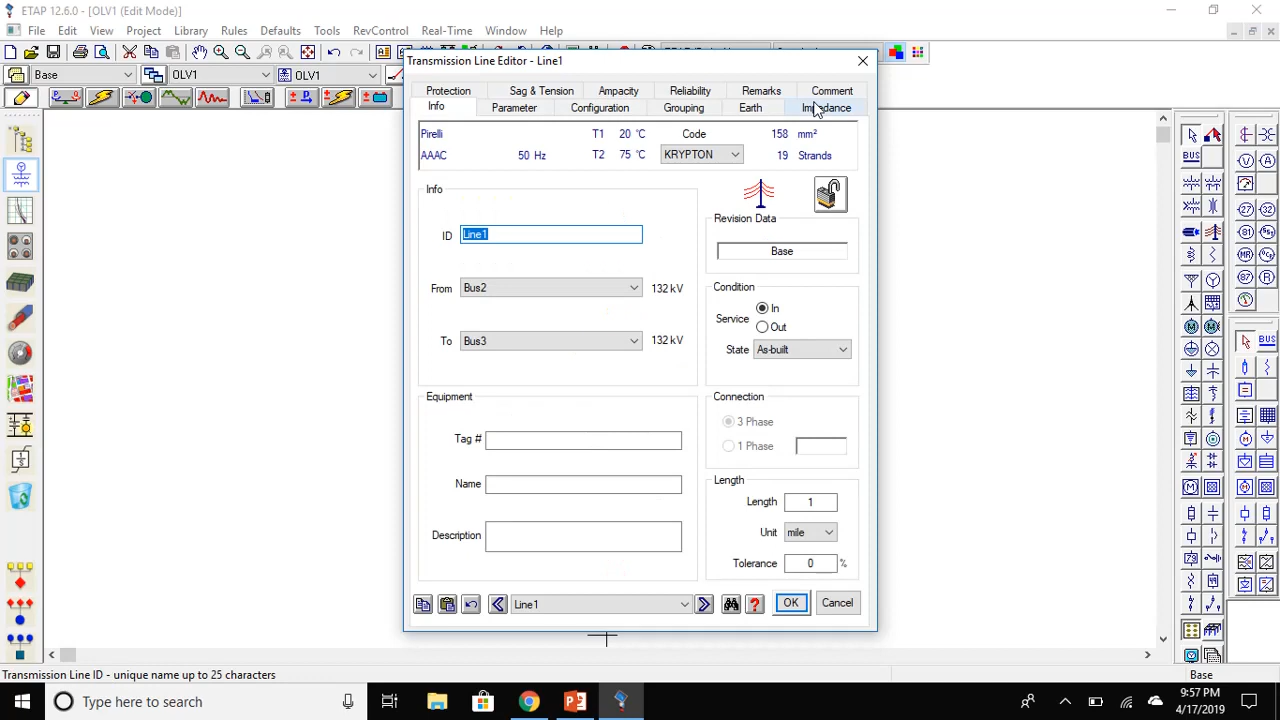 ETAP 12.6.0 - [OLV1 (Edit Mode)]
File Edit View Project Library Rules Defaults Tools RevControl Real-Time Window Help
Base OLV1 OLV1
Transmission Line Editor - Line1
Protection Sag & Tension Ampacity Reliability Remarks Comment
Info Parameter Configuration Grouping Earth Impedance
Pirelli T1 20 °C Code 158 mm²
AAAC 50 Hz T2 75 °C KRYPTON 19 Strands
Info
ID Line1
From Bus2 132 kV
To Bus3 132 kV
Revision Data
Base
Condition
Service In
Out
State As-built
Equipment
Tag #
Name
Description
Connection
3 Phase
1 Phase
Length
Length 1
Unit mile
Tolerance 0 %
Line1 OK Cancel
BUS
BUS
Transmission Line ID - unique name up to 25 characters Base
Type here to search
9:57 PM
4/17/2019